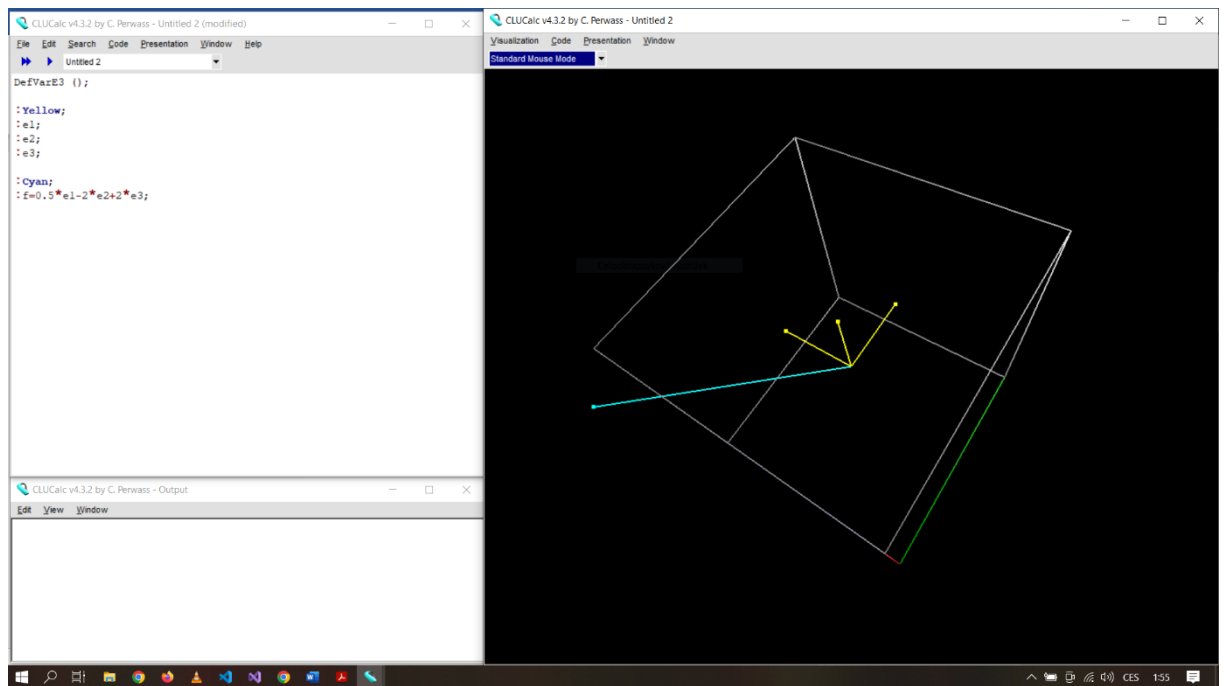 CLUCalc v4.3.2 by C. Perwass - Untitled 2 (modified)
File Edit Search Code Presentation Window Help
Untitled 2
DefVarE3 ();
:Yellow;
:e1;
:e2;
:e3;
:Cyan;
:f=0.5*e1-2*e2+2*e3;
CLUCalc v4.3.2 by C. Perwass - Output
Edit View Window
CLUCalc v4.3.2 by C. Perwass - Untitled 2
Visualization Code Presentation Window
Standard Mouse Mode
CES 1:55